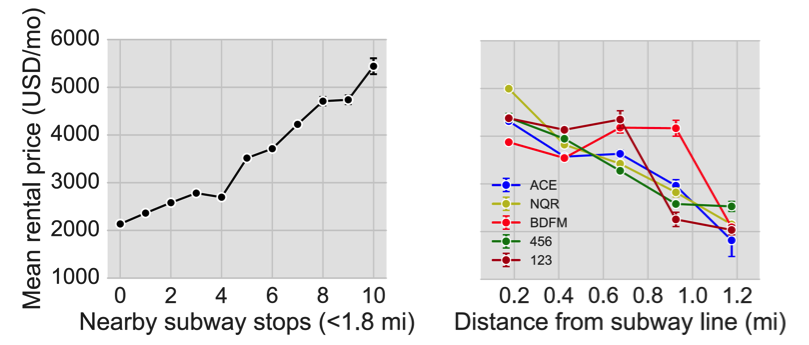 Mean rental price (USD/mo)
6000
5000
4000
3000
2000
1000
0 2 4 6 8 10
Nearby subway stops (<1.8 mi)
ACE
NQR
BDFM
456
123
0.2 0.4 0.6 0.8 1.0 1.2
Distance from subway line (mi)